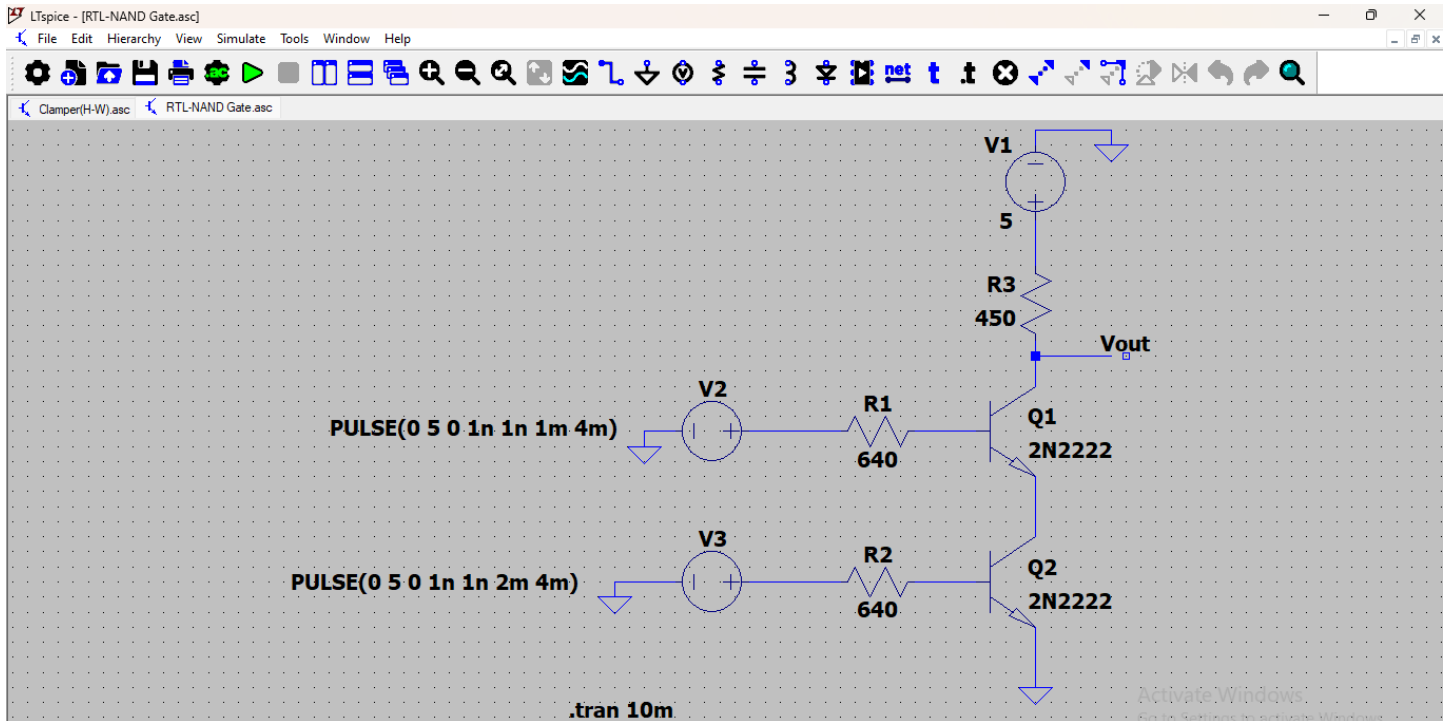 LTspice - [RTL-NAND Gate.asc]
File Edit Hierarchy View Simulate Tools Window Help
.ac net t .t
Clamper(H-W).asc RTL-NAND Gate.asc
V1
5
R3
450
Vout
V2
R1
Q1
PULSE(0 5 0 1n 1n 1m 4m)
640
2N2222
V3
R2
Q2
PULSE(0 5 0 1n 1n 2m 4m)
640
2N2222
Activate Windows
.tran 10m